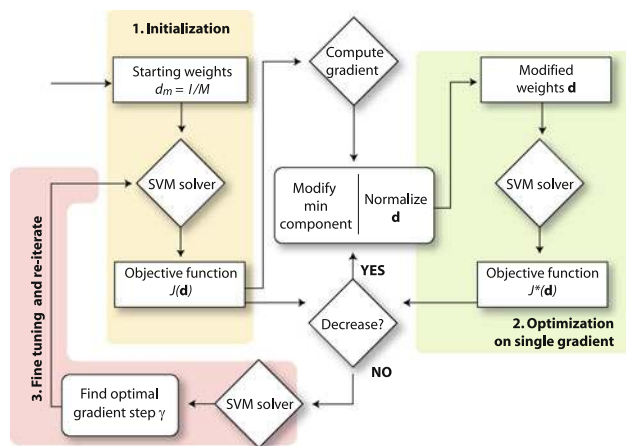 1. Initialization
Starting weights
dm = 1/M
SVM solver
Objective function
J(d)
Compute
gradient
Modify
min
component
Normalize
d
YES
Decrease?
NO
Modified
weights d
SVM solver
Objective function
J*(d)
2. Optimization
on single gradient
3. Fine tuning and re-iterate
Find optimal
gradient step γ
SVM solver